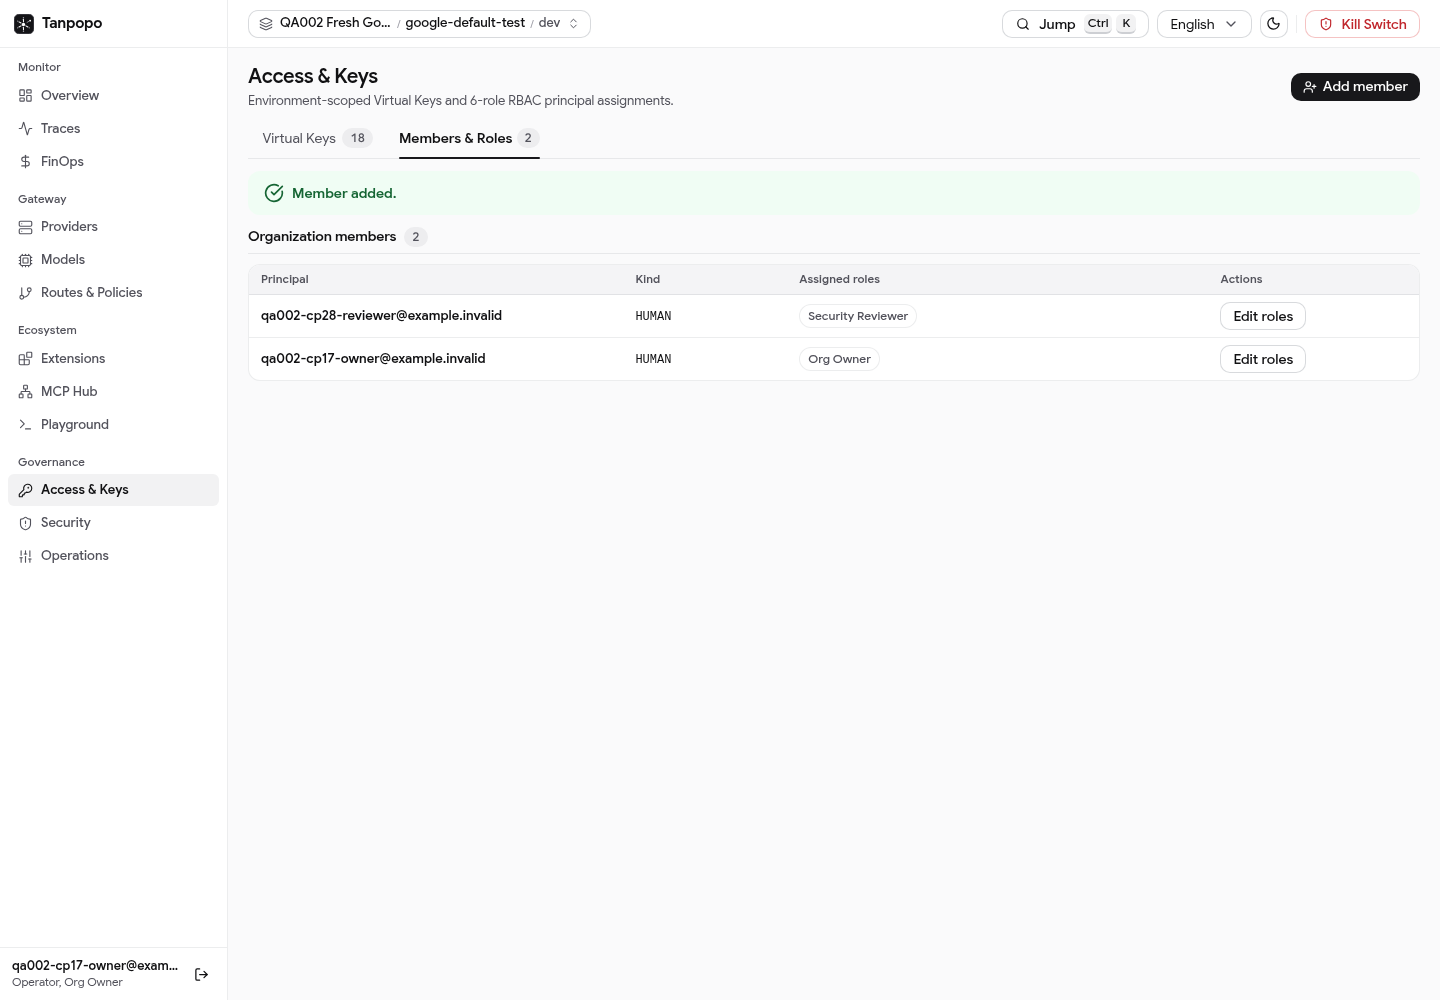 Tanpopo
QA002 Fresh Go... / google-default-test / dev
Jump Ctrl K
English
Kill Switch
Monitor
Overview
Traces
FinOps
Gateway
Providers
Models
Routes & Policies
Ecosystem
Extensions
MCP Hub
Playground
Governance
Access & Keys
Security
Operations
qa002-cp17-owner@exam...
Operator, Org Owner
Access & Keys
Environment-scoped Virtual Keys and 6-role RBAC principal assignments.
Add member
Virtual Keys 18 Members & Roles 2
Member added.
Organization members 2
Principal Kind Assigned roles Actions
qa002-cp28-reviewer@example.invalid HUMAN Security Reviewer Edit roles
qa002-cp17-owner@example.invalid HUMAN Org Owner Edit roles